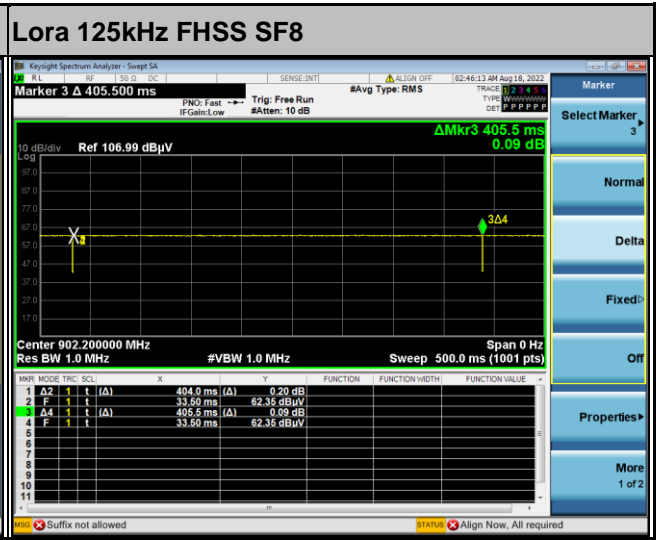 Lora 125kHz FHSS SF8
Keysight Spectrum Analyzer - Swept SA
RL RF 50 Ω DC SENSE:INT ALIGN OFF 02:46:13 AM Aug 18, 2022
Marker 3 Δ 405.500 ms
PNO: Fast Trig: Free Run #Avg Type: RMS TRACE 1 2 3 4 5 6
IFGain:Low #Atten: 10 dB TYPE WWWWWW
DET P P P P P P
ΔMkr3 405.5 ms
0.09 dB
10 dB/div Ref 106.99 dBµV
Log
97.0
87.0
77.0
67.0
57.0
47.0
37.0
27.0
17.0
3Δ4
Center 902.200000 MHz Span 0 Hz
Res BW 1.0 MHz #VBW 1.0 MHz Sweep 500.0 ms (1001 pts)
MKR MODE TRC SCL X Y FUNCTION FUNCTION WIDTH FUNCTION VALUE
1 Δ2 1 t (Δ) 404.0 ms (Δ) 0.20 dB
2 F 1 t 33.50 ms 62.35 dBµV
3 Δ4 1 t (Δ) 405.5 ms (Δ) 0.09 dB
4 F 1 t 33.50 ms 62.35 dBµV
5
6
7
8
9
10
11
MSG Suffix not allowed STATUS Align Now, All required
Marker
Select Marker
3
Normal
Delta
Fixed
Off
Properties
More
1 of 2